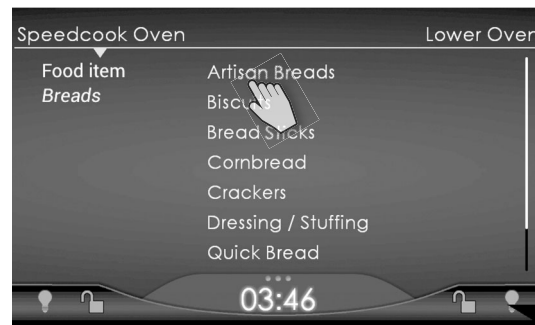 Speedcook Oven
Lower Oven
Food item
Breads
Artisan Breads
Biscuits
Bread Sticks
Cornbread
Crackers
Dressing / Stuffing
Quick Bread
03:46